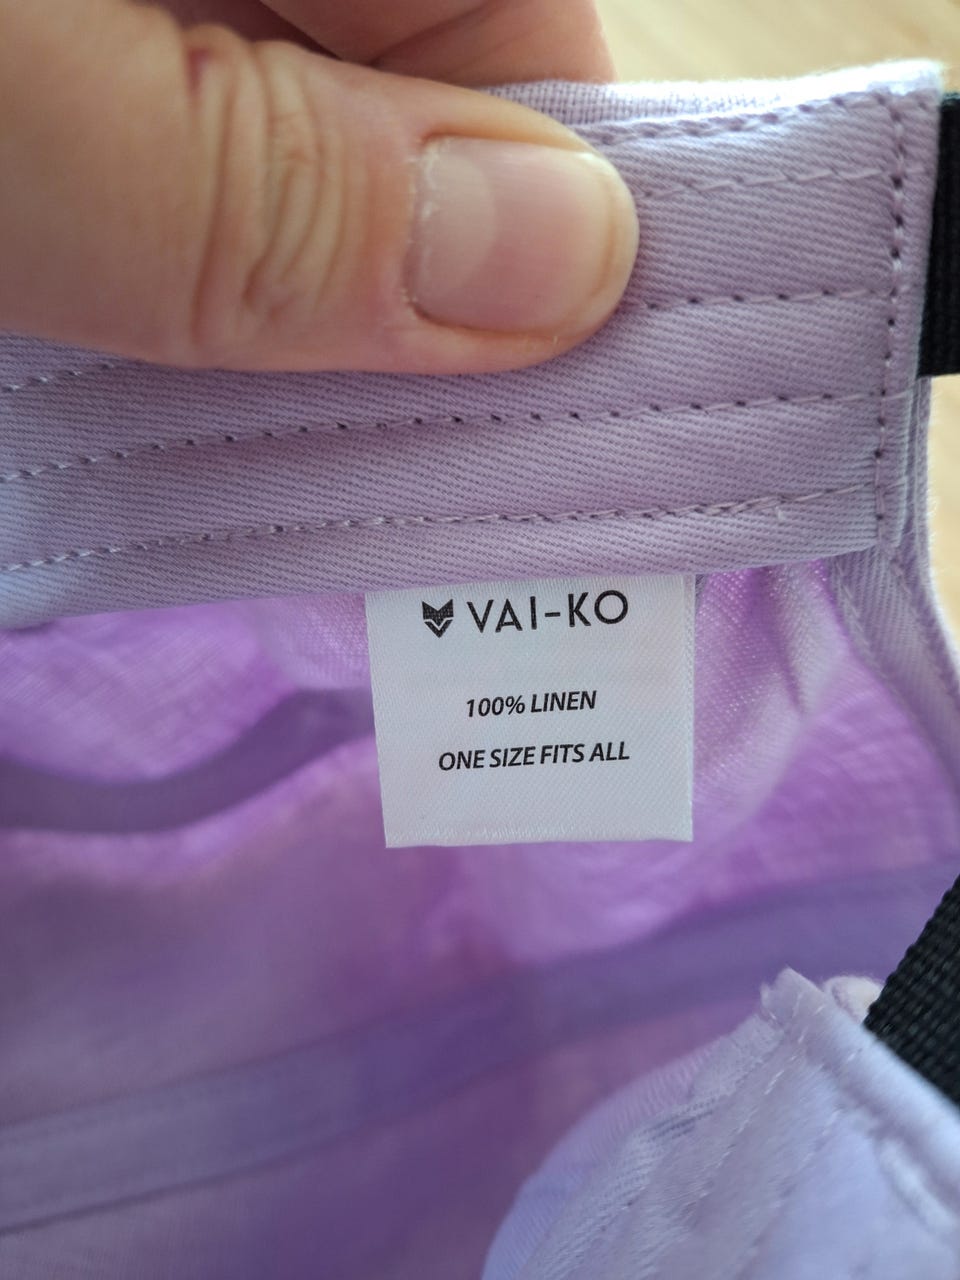 VAI-KO
100% LINEN
ONE SIZE FITS ALL